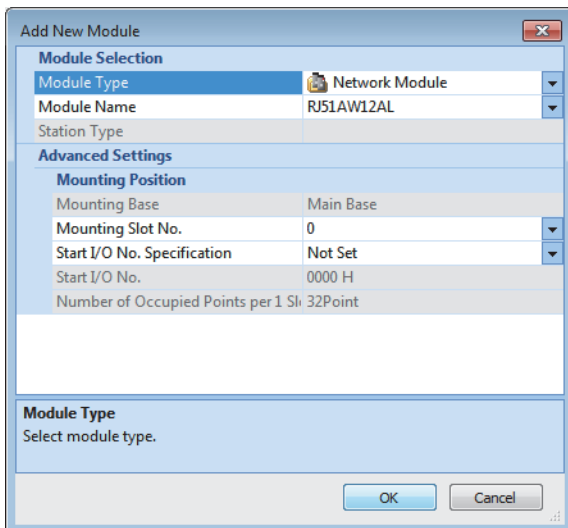 Add New Module
Module Selection
Module Type Network Module
Module Name RJ51AW12AL
Station Type
Advanced Settings
Mounting Position
Mounting Base Main Base
Mounting Slot No. 0
Start I/O No. Specification Not Set
Start I/O No. 0000 H
Number of Occupied Points per 1 Sl 32Point
Module Type
Select module type.
OK Cancel